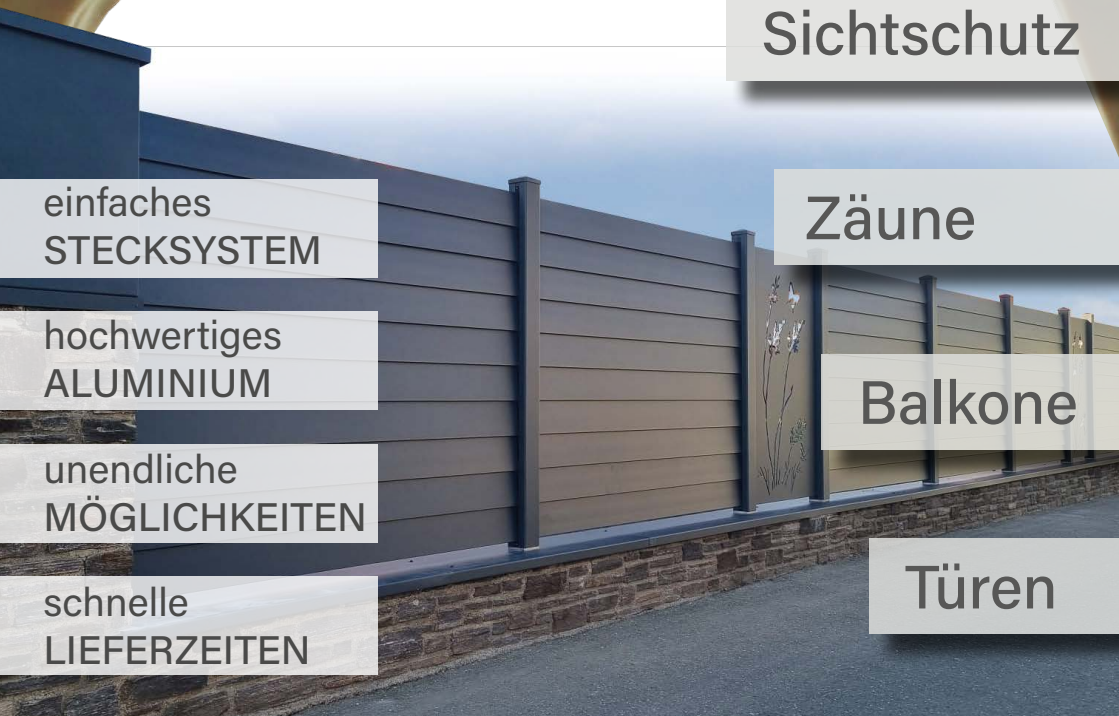 Sichtschutz
einfaches
STECKSYSTEM
Zäune
hochwertiges
ALUMINIUM
Balkone
unendliche
MÖGLICHKEITEN
Türen
schnelle
LIEFERZEITEN